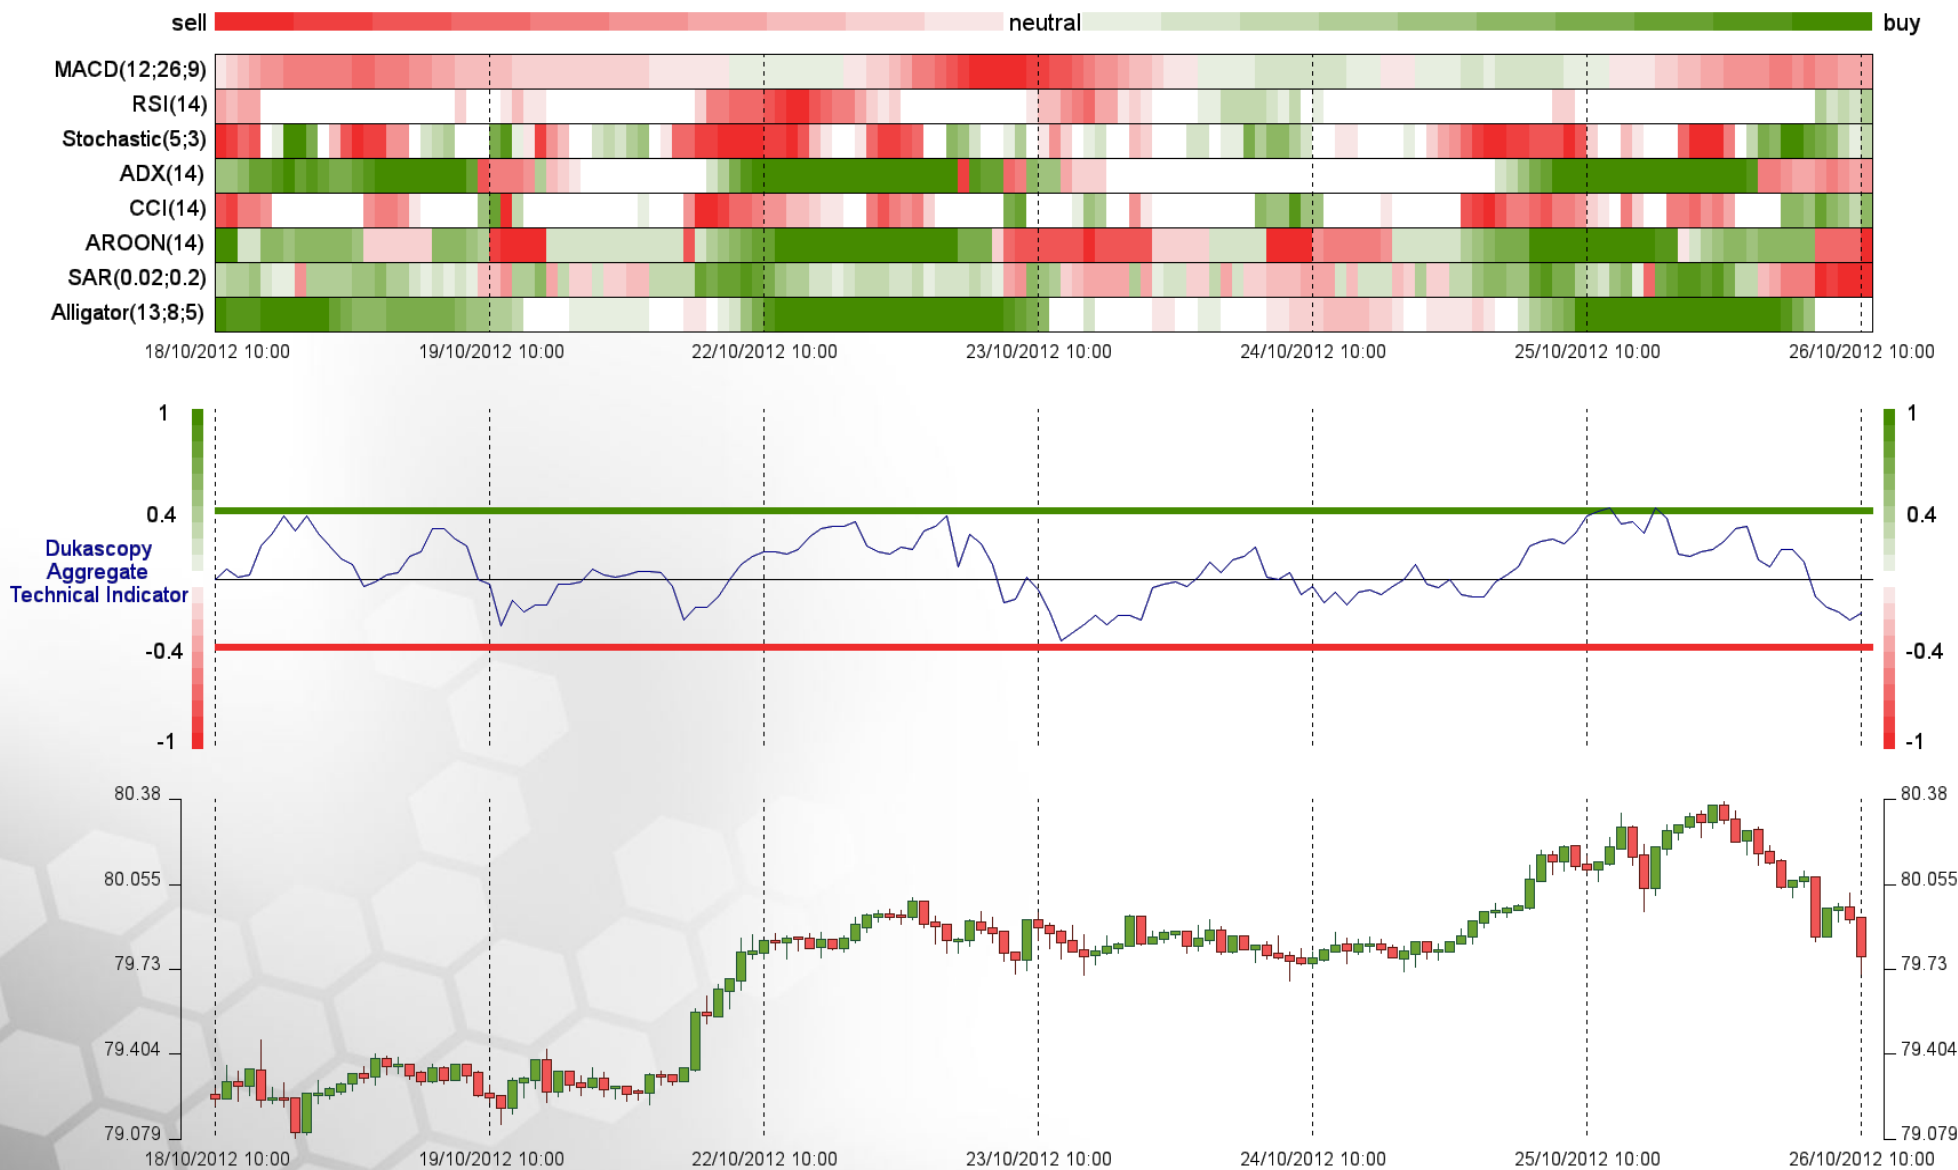 sell neutral buy
MACD(12;26;9)
RSI(14)
Stochastic(5;3)
ADX(14)
CCI(14)
AROON(14)
SAR(0.02;0.2)
Alligator(13;8;5)
18/10/2012 10:00 19/10/2012 10:00 22/10/2012 10:00 23/10/2012 10:00 24/10/2012 10:00 25/10/2012 10:00 26/10/2012 10:00
1 1
0.4 0.4
Dukascopy
Aggregate
Technical Indicator
-0.4 -0.4
-1 -1
80.38 80.38
80.055 80.055
79.73 79.73
79.404 79.404
79.079 79.079
18/10/2012 10:00 19/10/2012 10:00 22/10/2012 10:00 23/10/2012 10:00 24/10/2012 10:00 25/10/2012 10:00 26/10/2012 10:00